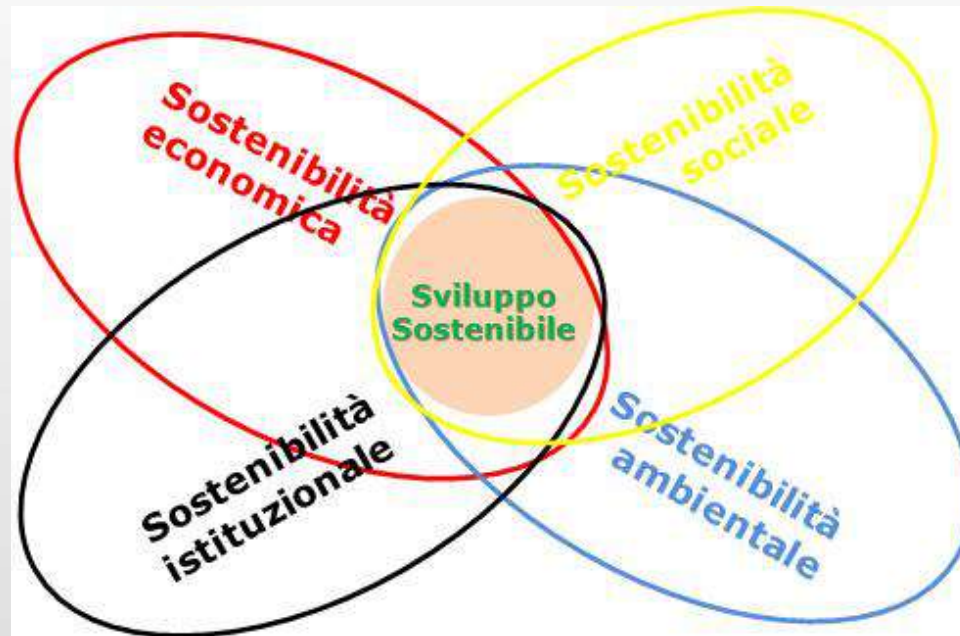 Sostenibilità
economica
Sostenibilità
sociale
Sviluppo
Sostenibile
Sostenibilità
istituzionale
Sostenibilità
ambientale